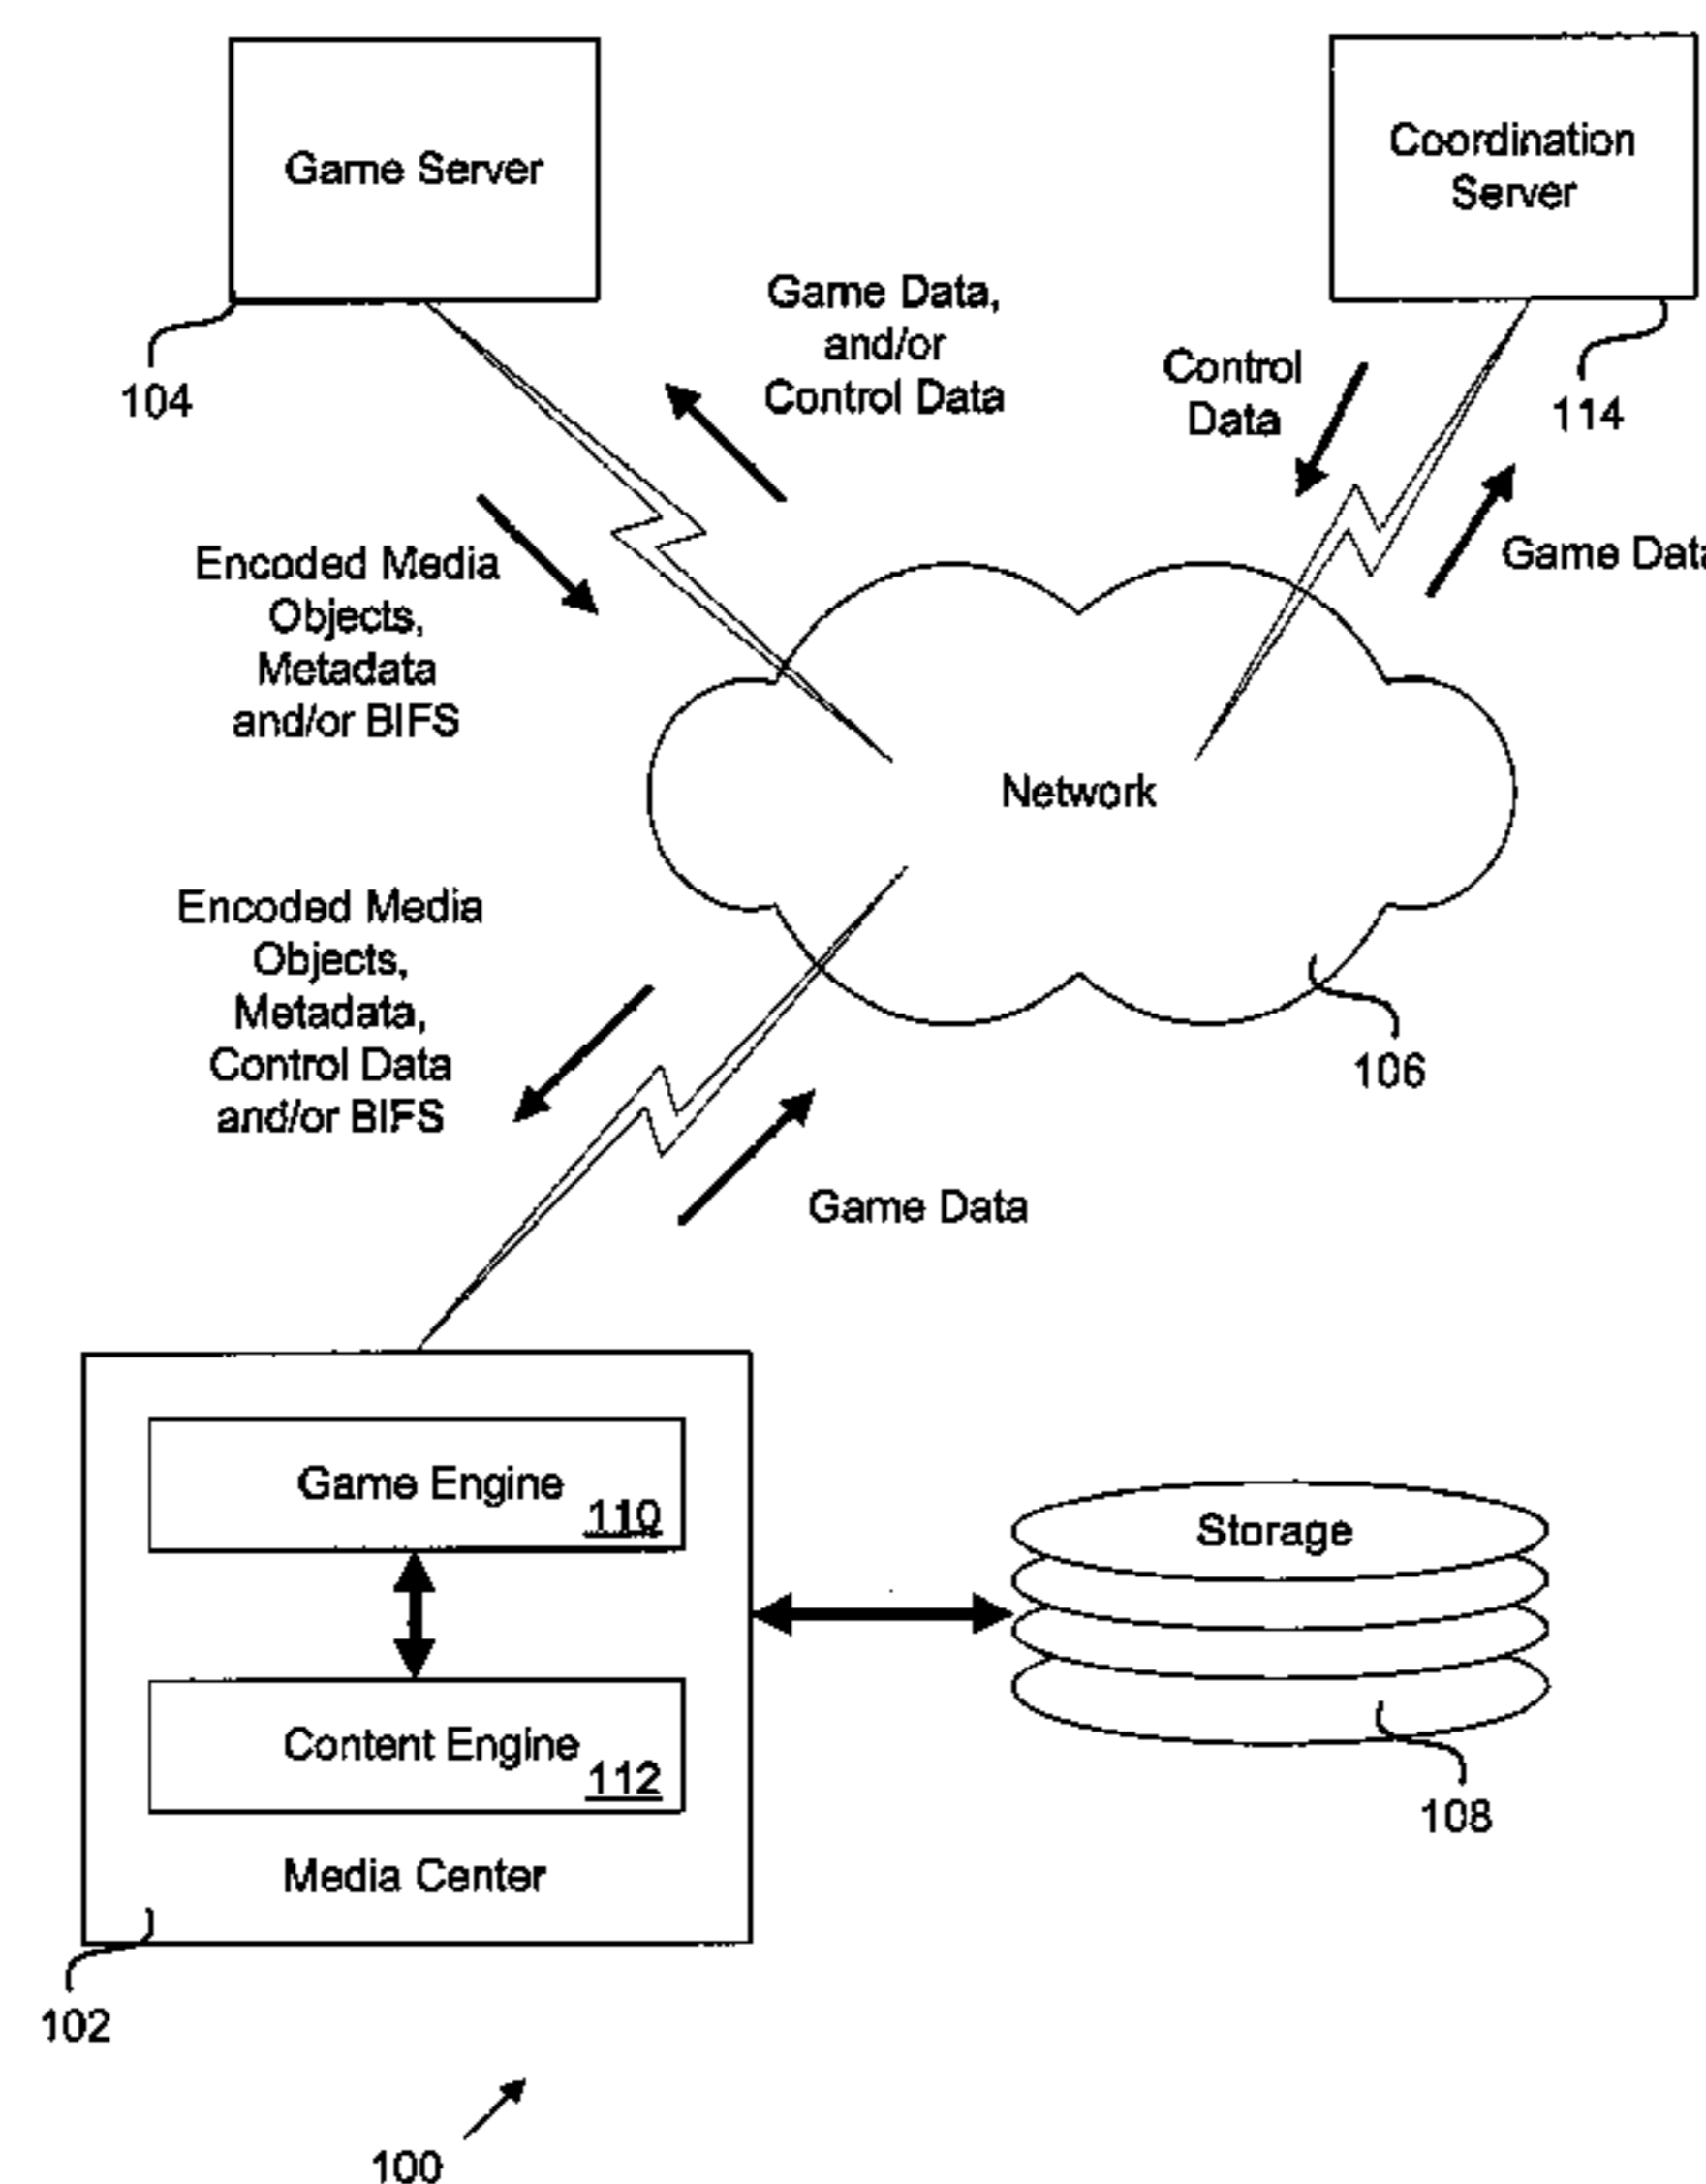 Game Server
Coordination
Server
104
Game Data,
and/or
Control Data
Control
Data
114
Encoded Media
Objects,
Metadata
and/or BIFS
Game Data
Network
Encoded Media
Objects,
Metadata,
Control Data
and/or BIFS
106
Game Data
Game Engine
110
Storage
Content Engine
112
108
Media Center
102
100